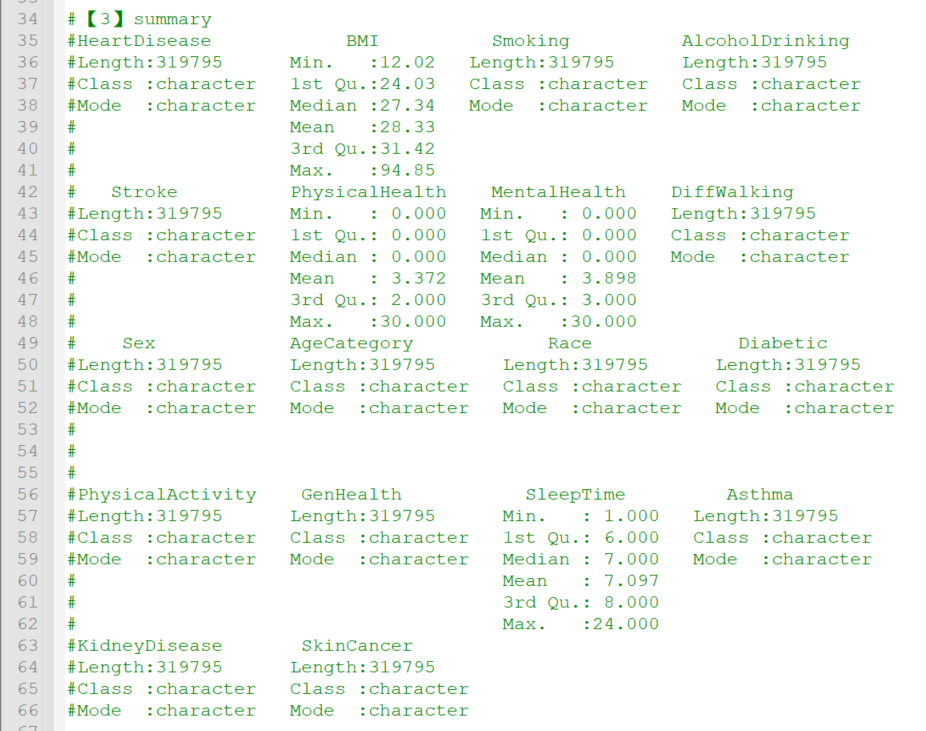 34 #【3】summary
35 #HeartDisease BMI Smoking AlcoholDrinking
36 #Length:319795 Min. :12.02 Length:319795 Length:319795
37 #Class :character 1st Qu.:24.03 Class :character Class :character
38 #Mode :character Median :27.34 Mode :character Mode :character
39 # Mean :28.33
40 # 3rd Qu.:31.42
41 # Max. :94.85
42 # Stroke PhysicalHealth MentalHealth DiffWalking
43 #Length:319795 Min. : 0.000 Min. : 0.000 Length:319795
44 #Class :character 1st Qu.: 0.000 1st Qu.: 0.000 Class :character
45 #Mode :character Median : 0.000 Median : 0.000 Mode :character
46 # Mean : 3.372 Mean : 3.898
47 # 3rd Qu.: 2.000 3rd Qu.: 3.000
48 # Max. :30.000 Max. :30.000
49 # Sex AgeCategory Race Diabetic
50 #Length:319795 Length:319795 Length:319795 Length:319795
51 #Class :character Class :character Class :character Class :character
52 #Mode :character Mode :character Mode :character Mode :character
53 #
54 #
55 #
56 #PhysicalActivity GenHealth SleepTime Asthma
57 #Length:319795 Length:319795 Min. : 1.000 Length:319795
58 #Class :character Class :character 1st Qu.: 6.000 Class :character
59 #Mode :character Mode :character Median : 7.000 Mode :character
60 # Mean : 7.097
61 # 3rd Qu.: 8.000
62 # Max. :24.000
63 #KidneyDisease SkinCancer
64 #Length:319795 Length:319795
65 #Class :character Class :character
66 #Mode :character Mode :character